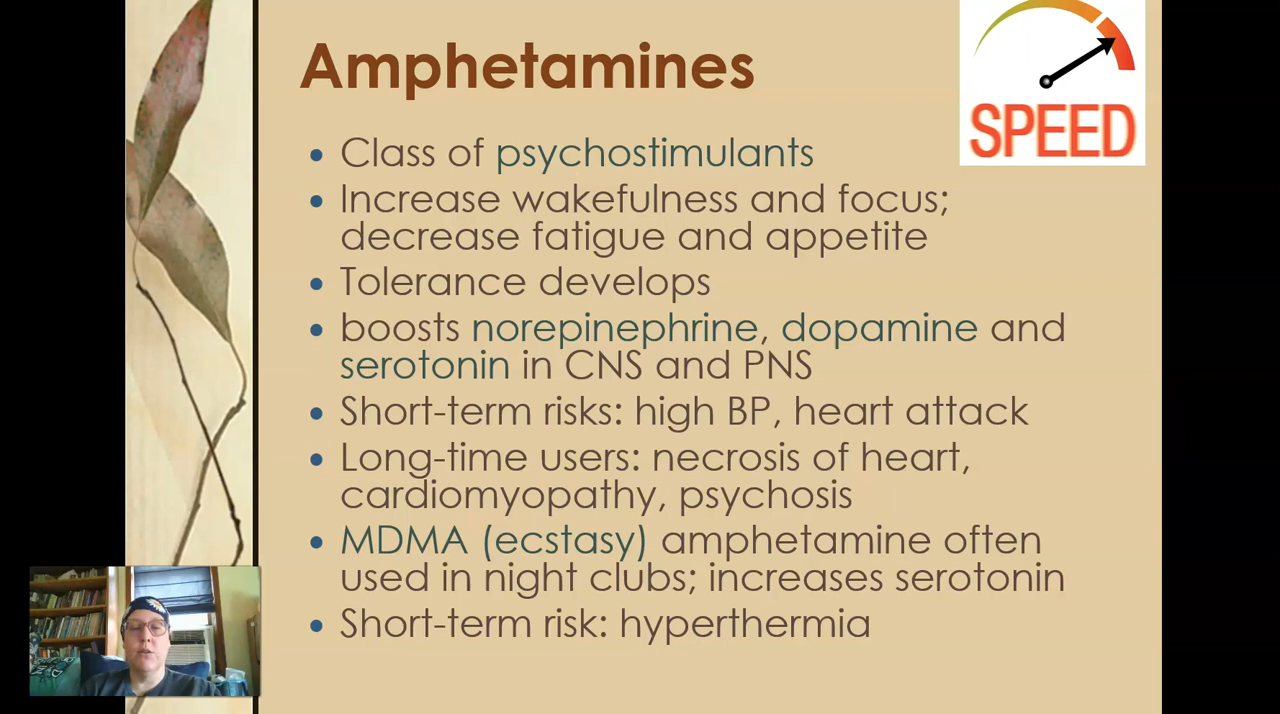 Amphetamines
SPEED
• Class of psychostimulants
• Increase wakefulness and focus;
decrease fatigue and appetite
• Tolerance develops
• boosts norepinephrine, dopamine and
serotonin in CNS and PNS
• Short-term risks: high BP, heart attack
• Long-time users: necrosis of heart,
cardiomyopathy, psychosis
• MDMA (ecstasy) amphetamine often
used in night clubs; increases serotonin
• Short-term risk: hyperthermia